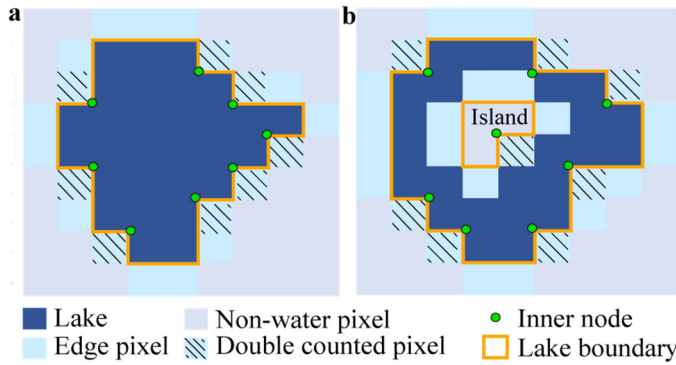 a
b
Island
Lake
Non-water pixel
Inner node
Edge pixel
Double counted pixel
Lake boundary